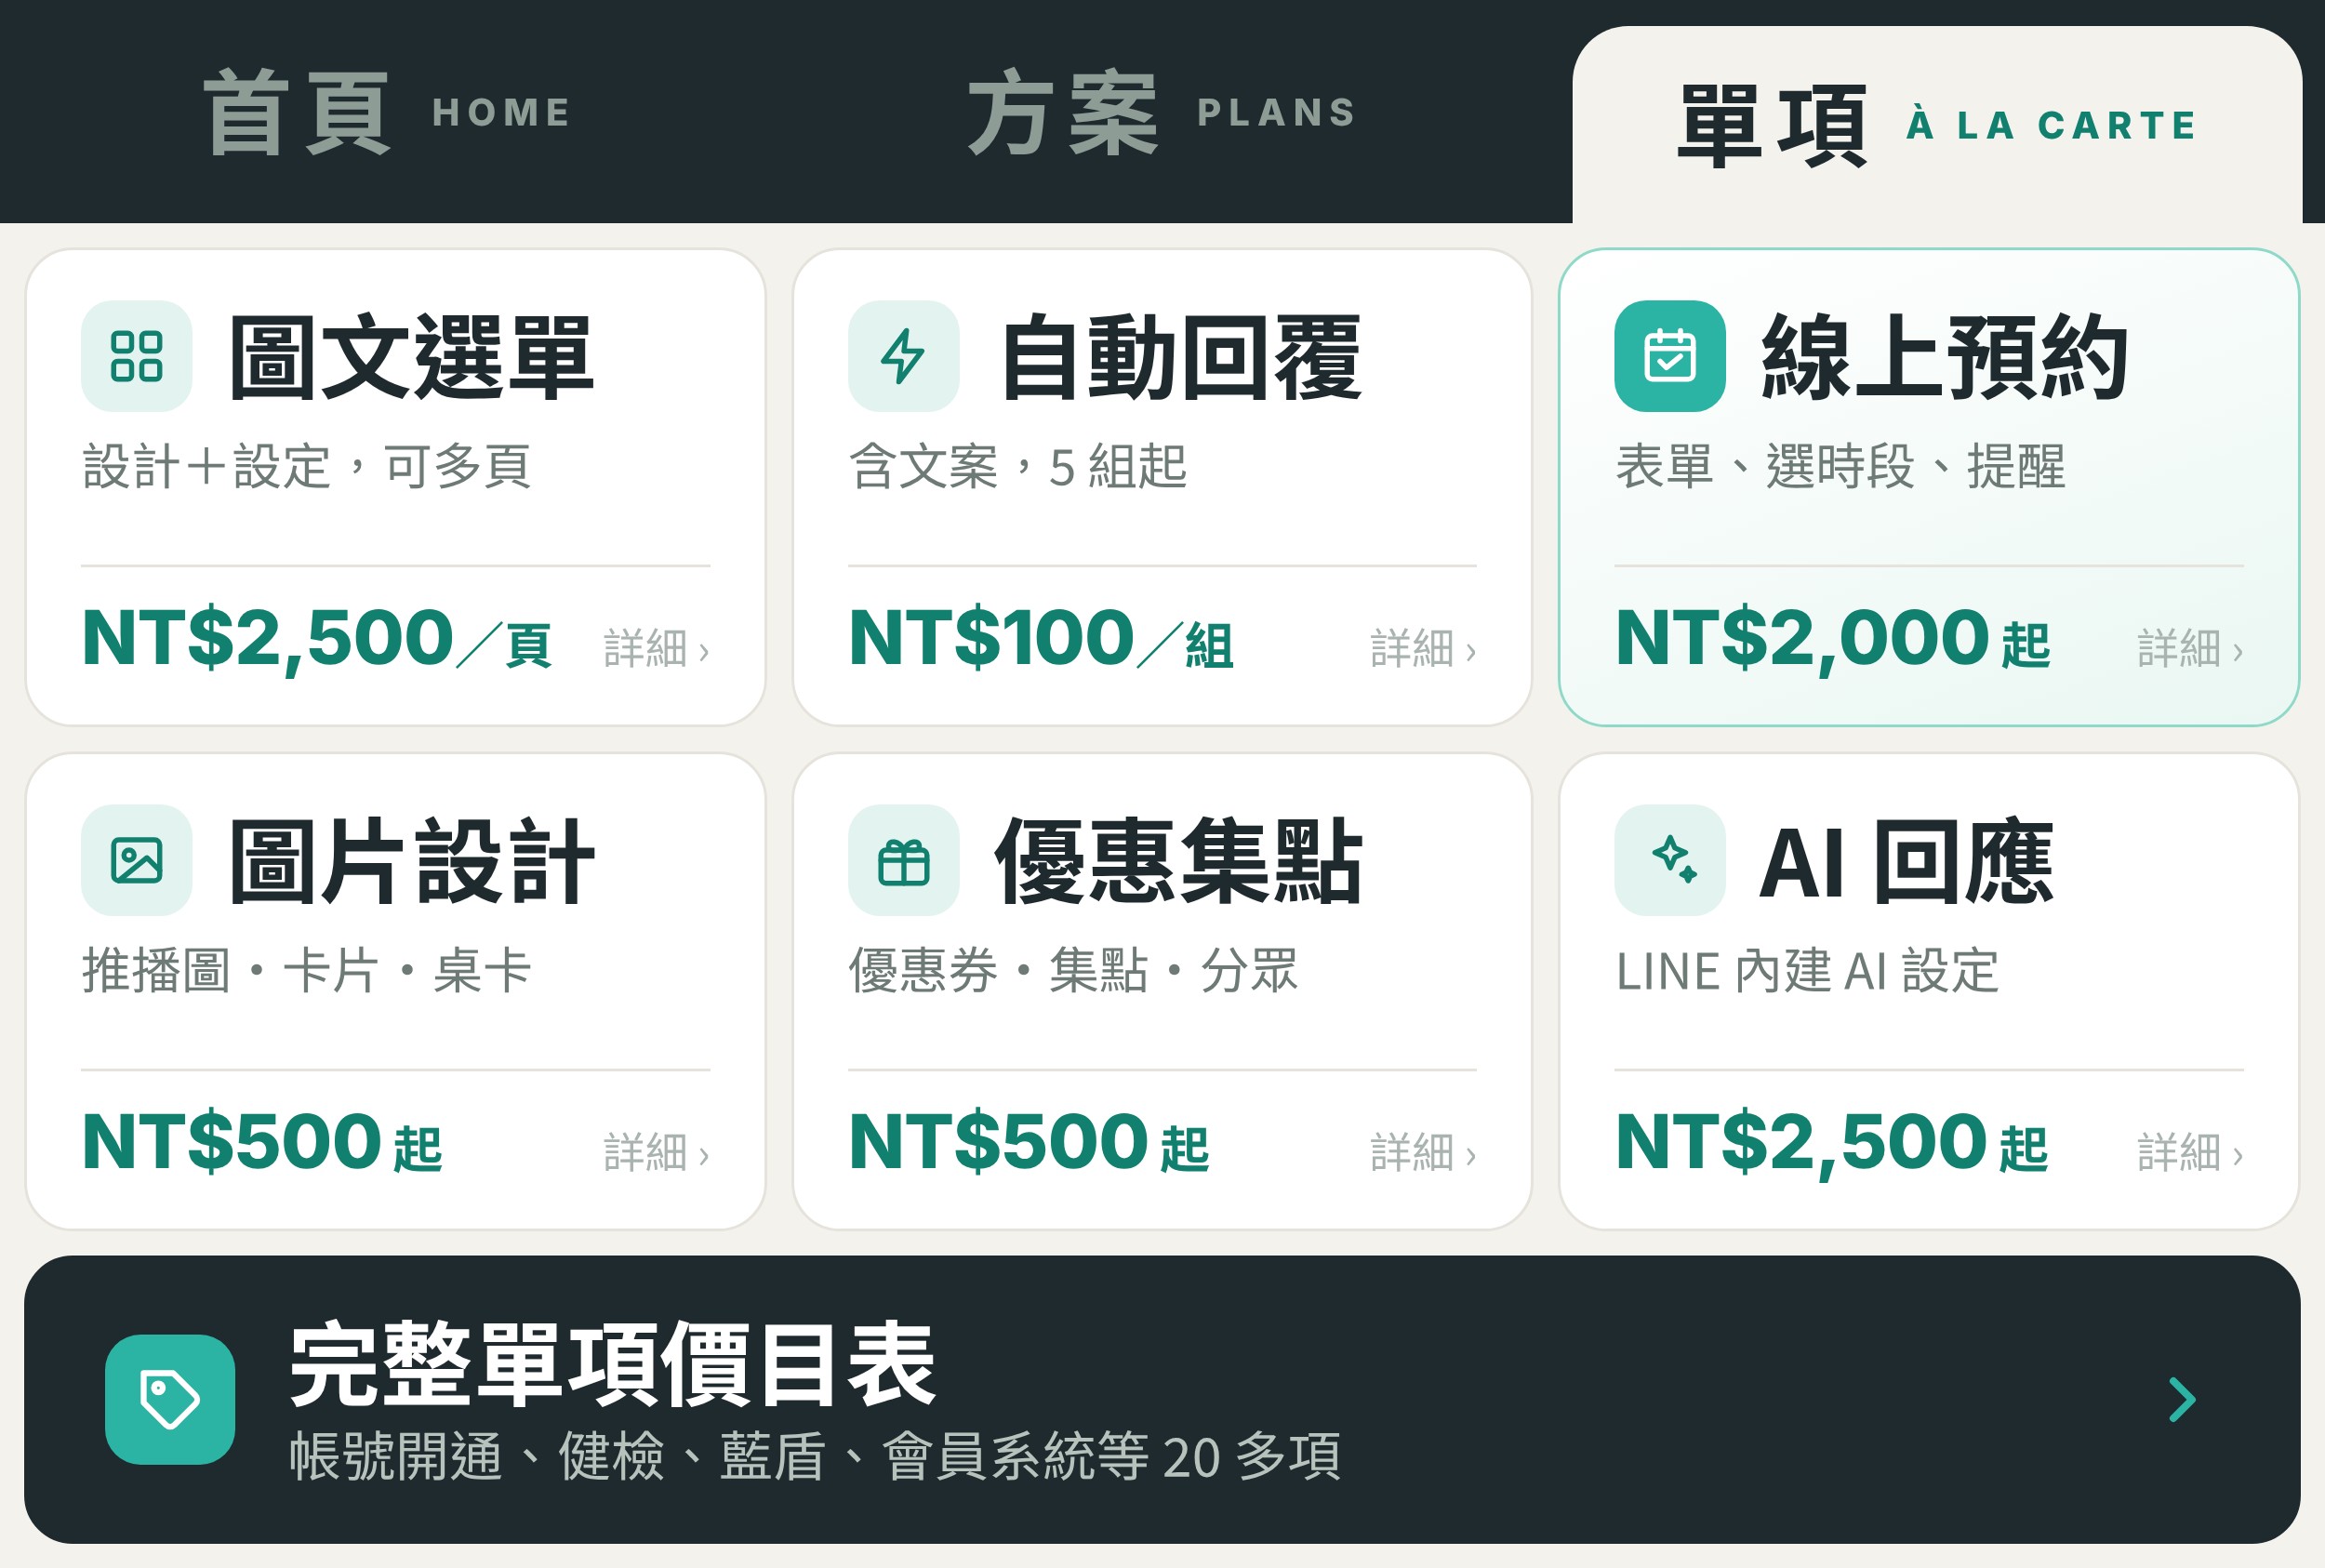 首頁 HOME
方案 PLANS
單項 À LA CARTE
圖文選單
設計＋設定，可多頁
NT$2,500／頁 詳細 ›
自動回覆
含文案，5 組起
NT$100／組 詳細 ›
線上預約
表單、選時段、提醒
NT$2,000 起 詳細 ›
圖片設計
推播圖・卡片・桌卡
NT$500 起 詳細 ›
優惠集點
優惠券・集點・分眾
NT$500 起 詳細 ›
AI 回應
LINE 內建 AI 設定
NT$2,500 起 詳細 ›
完整單項價目表
帳號開通、健檢、藍盾、會員系統等 20 多項